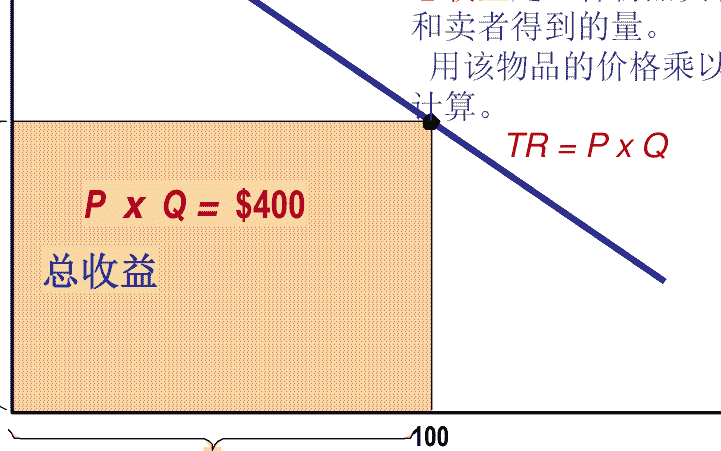 和卖者得到的量。
用该物品的价格乘以
计算。
TR = P x Q
P x Q = $400
总收益
100